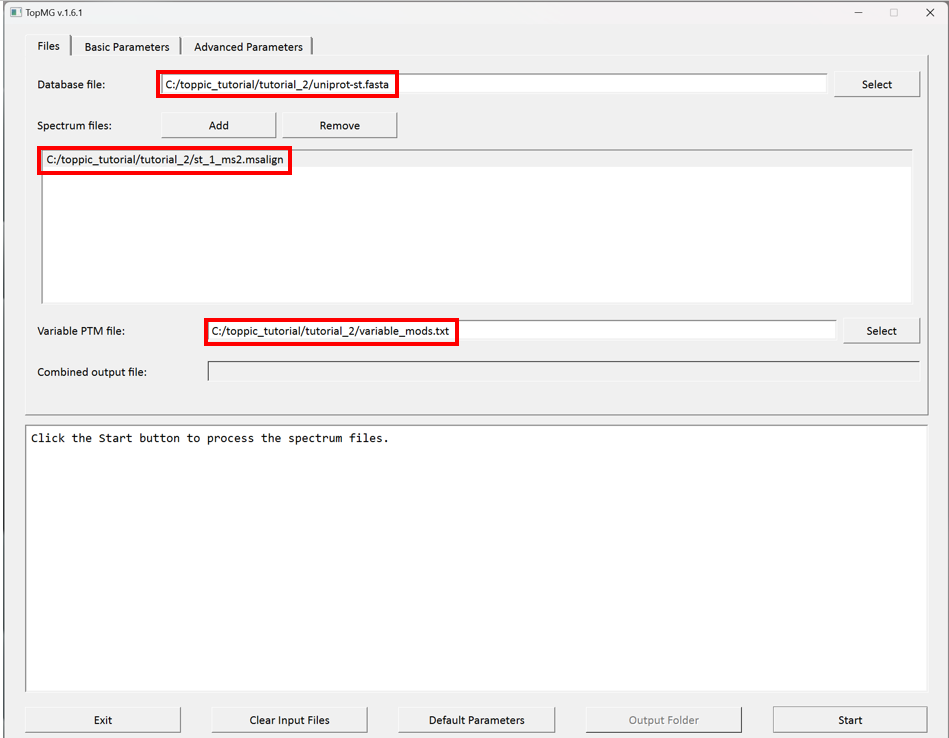 TopMG v.1.6.1
Files Basic Parameters Advanced Parameters
Database file: C:/toppic_tutorial/tutorial_2/uniprot-st.fasta Select
Spectrum files: Add Remove
C:/toppic_tutorial/tutorial_2/st_1_ms2.msalign
Variable PTM file: C:/toppic_tutorial/tutorial_2/variable_mods.txt Select
Combined output file:
Click the Start button to process the spectrum files.
Exit Clear Input Files Default Parameters Output Folder Start